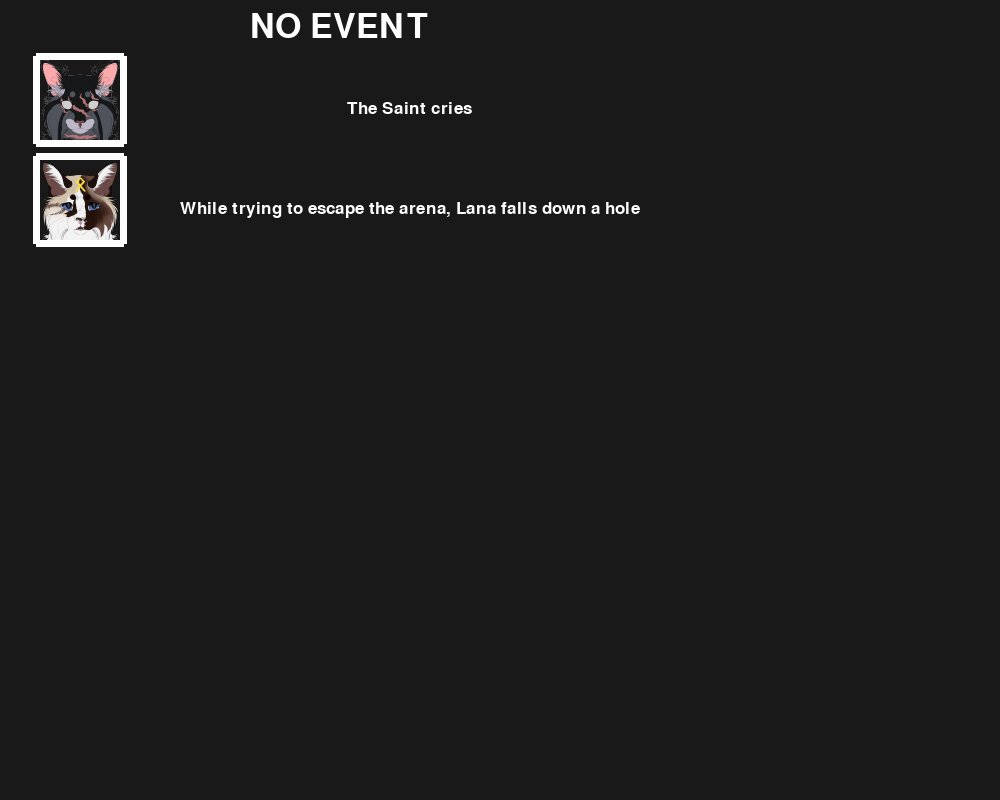 NO EVENT
The Saint cries
While trying to escape the arena, Lana falls down a hole